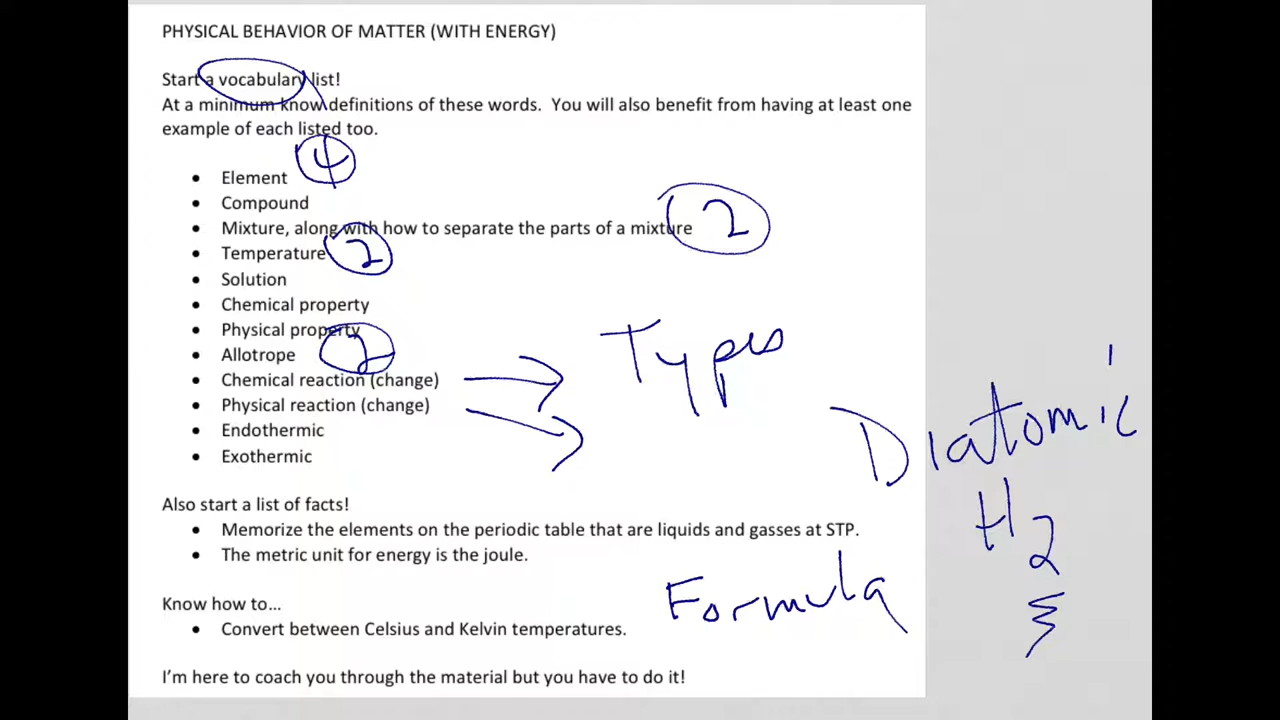 PHYSICAL BEHAVIOR OF MATTER (WITH ENERGY)
Start a vocabulary list!
At a minimum know definitions of these words. You will also benefit from having at least one
example of each listed too.
• Element 4
• Compound
• Mixture, along with how to separate the parts of a mixture 2
• Temperature 2
• Solution
• Chemical property
• Physical property
• Allotrope 2
• Chemical reaction (change)
• Physical reaction (change)
• Endothermic
• Exothermic
Types
Diatomic
H2
Also start a list of facts!
• Memorize the elements on the periodic table that are liquids and gasses at STP.
• The metric unit for energy is the joule.
Formula
Know how to…
• Convert between Celsius and Kelvin temperatures.
I'm here to coach you through the material but you have to do it!